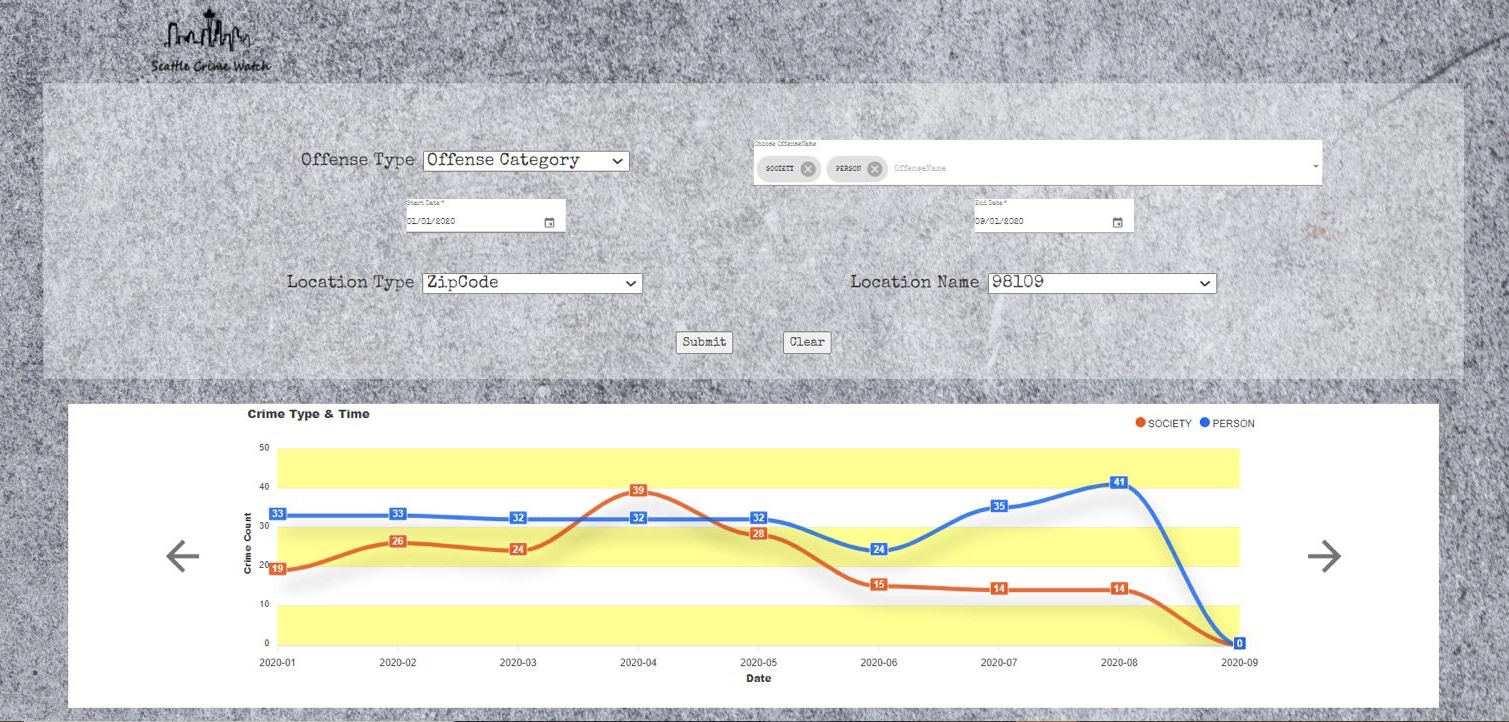 Seattle Crime Watch
Offense Type Offense Category
Choose OffenseName
SOCIETY PERSON OffenseName
Start Date * End Date *
01/01/2020 09/01/2020
Location Type ZipCode Location Name 98109
Submit Clear
Crime Type & Time
SOCIETY PERSON
50
40
30
20
10
0
Crime Count
33 33 32 32 32 24 35 41 0
19 26 24 39 28 15 14 14
2020-01 2020-02 2020-03 2020-04 2020-05 2020-06 2020-07 2020-08 2020-09
Date